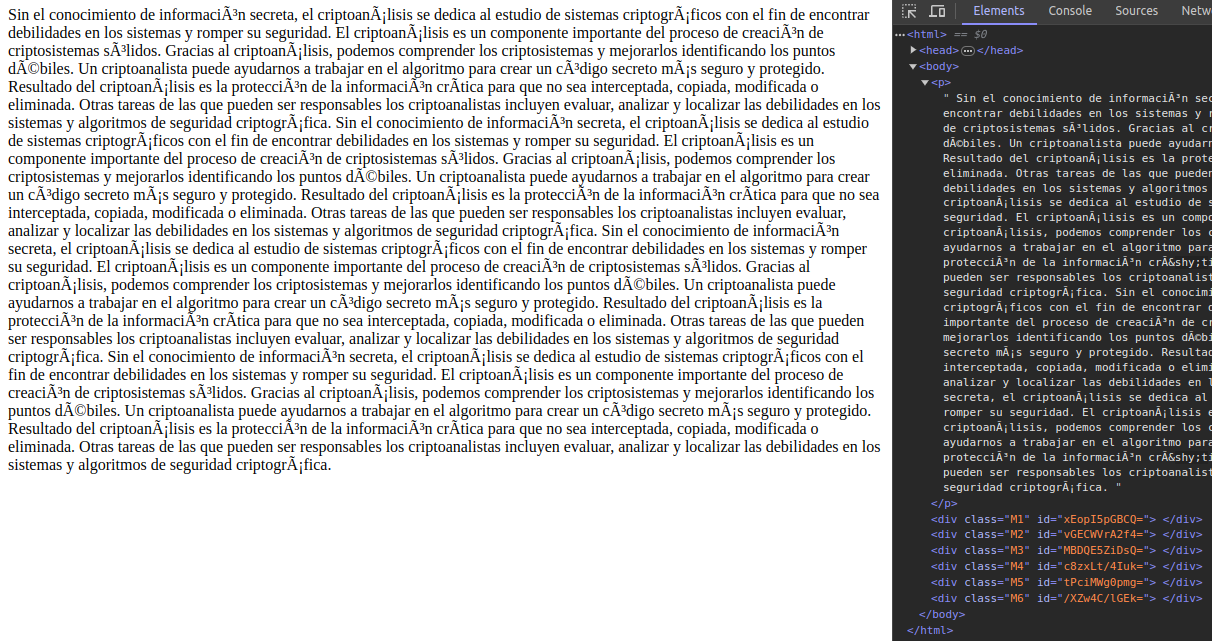 Sin el conocimiento de informaciÃ³n secreta, el criptoanÃ¡lisis se dedica al estudio de sistemas criptogrÃ¡ficos con el fin de encontrar
debilidades en los sistemas y romper su seguridad. El criptoanÃ¡lisis es un componente importante del proceso de creaciÃ³n de
criptosistemas sÃ³lidos. Gracias al criptoanÃ¡lisis, podemos comprender los criptosistemas y mejorarlos identificando los puntos
dÃ©biles. Un criptoanalista puede ayudarnos a trabajar en el algoritmo para crear un cÃ³digo secreto mÃ¡s seguro y protegido.
Resultado del criptoanÃ¡lisis es la protecciÃ³n de la informaciÃ³n crÃtica para que no sea interceptada, copiada, modificada o
eliminada. Otras tareas de las que pueden ser responsables los criptoanalistas incluyen evaluar, analizar y localizar las debilidades en los
sistemas y algoritmos de seguridad criptogrÃ¡fica. Sin el conocimiento de informaciÃ³n secreta, el criptoanÃ¡lisis se dedica al estudio
de sistemas criptogrÃ¡ficos con el fin de encontrar debilidades en los sistemas y romper su seguridad. El criptoanÃ¡lisis es un
componente importante del proceso de creaciÃ³n de criptosistemas sÃ³lidos. Gracias al criptoanÃ¡lisis, podemos comprender los
criptosistemas y mejorarlos identificando los puntos dÃ©biles. Un criptoanalista puede ayudarnos a trabajar en el algoritmo para crear
un cÃ³digo secreto mÃ¡s seguro y protegido. Resultado del criptoanÃ¡lisis es la protecciÃ³n de la informaciÃ³n crÃtica para que no sea
interceptada, copiada, modificada o eliminada. Otras tareas de las que pueden ser responsables los criptoanalistas incluyen evaluar,
analizar y localizar las debilidades en los sistemas y algoritmos de seguridad criptogrÃ¡fica. Sin el conocimiento de informaciÃ³n
secreta, el criptoanÃ¡lisis se dedica al estudio de sistemas criptogrÃ¡ficos con el fin de encontrar debilidades en los sistemas y romper
su seguridad. El criptoanÃ¡lisis es un componente importante del proceso de creaciÃ³n de criptosistemas sÃ³lidos. Gracias al
criptoanÃ¡lisis, podemos comprender los criptosistemas y mejorarlos identificando los puntos dÃ©biles. Un criptoanalista puede
ayudarnos a trabajar en el algoritmo para crear un cÃ³digo secreto mÃ¡s seguro y protegido. Resultado del criptoanÃ¡lisis es la
protecciÃ³n de la informaciÃ³n crÃtica para que no sea interceptada, copiada, modificada o eliminada. Otras tareas de las que pueden
ser responsables los criptoanalistas incluyen evaluar, analizar y localizar las debilidades en los sistemas y algoritmos de seguridad
criptogrÃ¡fica. Sin el conocimiento de informaciÃ³n secreta, el criptoanÃ¡lisis se dedica al estudio de sistemas criptogrÃ¡ficos con el
fin de encontrar debilidades en los sistemas y romper su seguridad. El criptoanÃ¡lisis es un componente importante del proceso de
creaciÃ³n de criptosistemas sÃ³lidos. Gracias al criptoanÃ¡lisis, podemos comprender los criptosistemas y mejorarlos identificando los
puntos dÃ©biles. Un criptoanalista puede ayudarnos a trabajar en el algoritmo para crear un cÃ³digo secreto mÃ¡s seguro y protegido.
Resultado del criptoanÃ¡lisis es la protecciÃ³n de la informaciÃ³n crÃtica para que no sea interceptada, copiada, modificada o
eliminada. Otras tareas de las que pueden ser responsables los criptoanalistas incluyen evaluar, analizar y localizar las debilidades en los
sistemas y algoritmos de seguridad criptogrÃ¡fica.
Elements Console Sources Netw
<html> == $0
<head> </head>
<body>
<p>
" Sin el conocimiento de informaciÃ³n sec
encontrar debilidades en los sistemas y r
de criptosistemas sÃ³lidos. Gracias al cr
dÃ©biles. Un criptoanalista puede ayudarn
Resultado del criptoanÃ¡lisis es la prote
eliminada. Otras tareas de las que pueden
debilidades en los sistemas y algoritmos
criptoanÃ¡lisis se dedica al estudio de s
seguridad. El criptoanÃ¡lisis es un compo
criptoanÃ¡lisis, podemos comprender los c
ayudarnos a trabajar en el algoritmo para
protecciÃ³n de la informaciÃ³n crÃ&shy;ti
pueden ser responsables los criptoanalist
seguridad criptogrÃ¡fica. Sin el conocimi
criptogrÃ¡ficos con el fin de encontrar d
importante del proceso de creaciÃ³n de cr
mejorarlos identificando los puntos dÃ©bi
secreto mÃ¡s seguro y protegido. Resultad
interceptada, copiada, modificada o elimi
analizar y localizar las debilidades en l
secreta, el criptoanÃ¡lisis se dedica al
romper su seguridad. El criptoanÃ¡lisis e
criptoanÃ¡lisis, podemos comprender los c
ayudarnos a trabajar en el algoritmo para
protecciÃ³n de la informaciÃ³n crÃ&shy;ti
pueden ser responsables los criptoanalist
seguridad criptogrÃ¡fica. "
</p>
<div class="M1" id="xEopI5pGBCQ="> </div>
<div class="M2" id="vGECWVrA2f4="> </div>
<div class="M3" id="MBDQE5ZiDsQ="> </div>
<div class="M4" id="c8zxLt/4Iuk="> </div>
<div class="M5" id="tPciMWg0pmg="> </div>
<div class="M6" id="/XZw4C/lGEk="> </div>
</body>
</html>